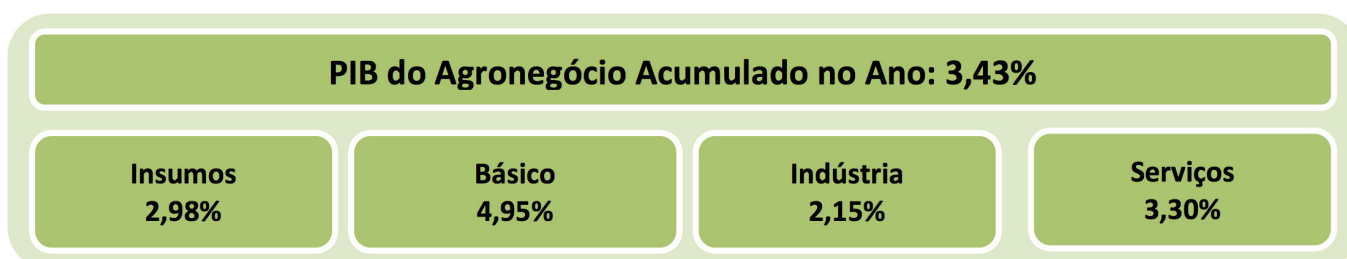 PIB do Agronegócio Acumulado no Ano: 3,43%
Insumos
2,98%
Básico
4,95%
Indústria
2,15%
Serviços
3,30%